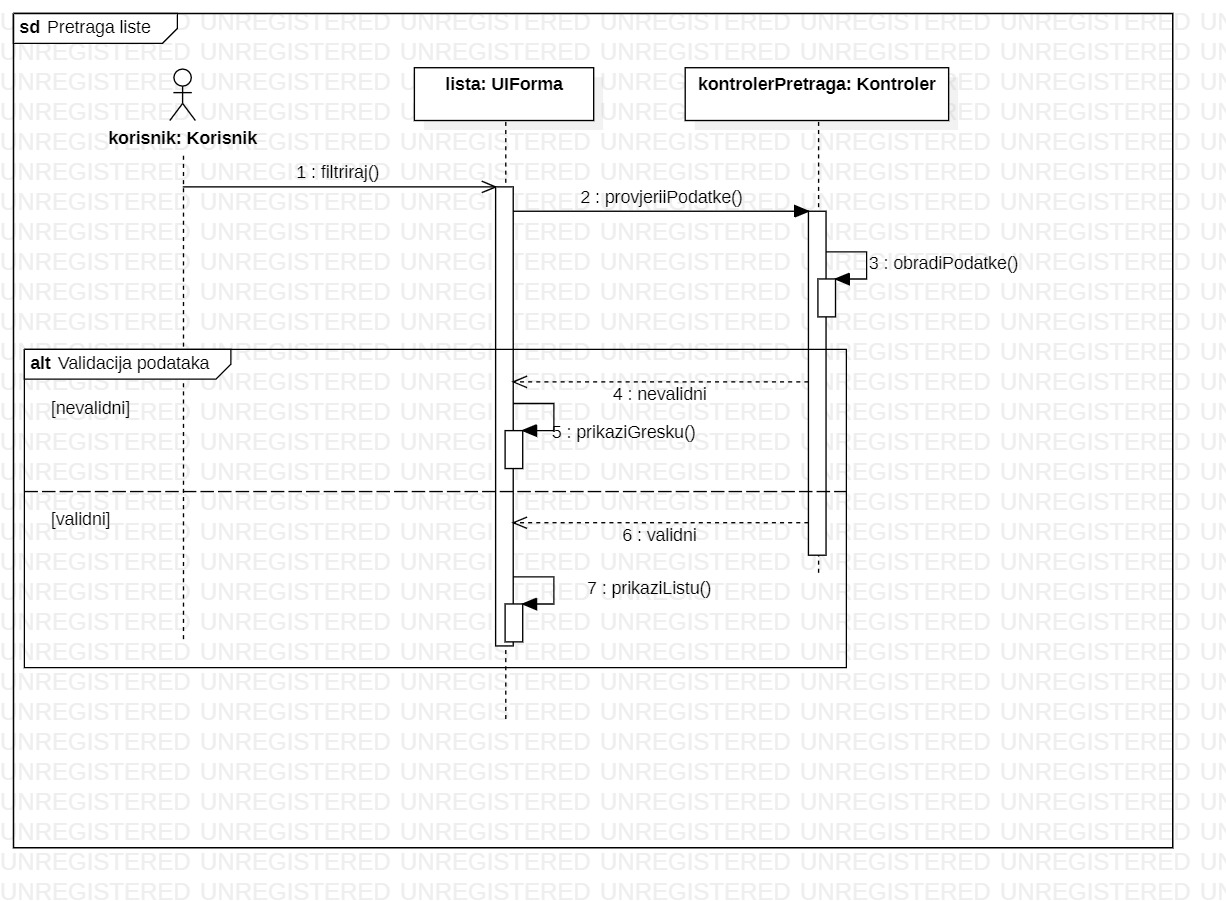 sd Pretraga liste
lista: UIForma
kontrolerPretraga: Kontroler
korisnik: Korisnik
1 : filtriraj()
2 : provjeriiPodatke()
3 : obradiPodatke()
alt Validacija podataka
4 : nevalidni
[nevalidni]
5 : prikaziGresku()
[validni]
6 : validni
7 : prikaziListu()
UNREGISTERED